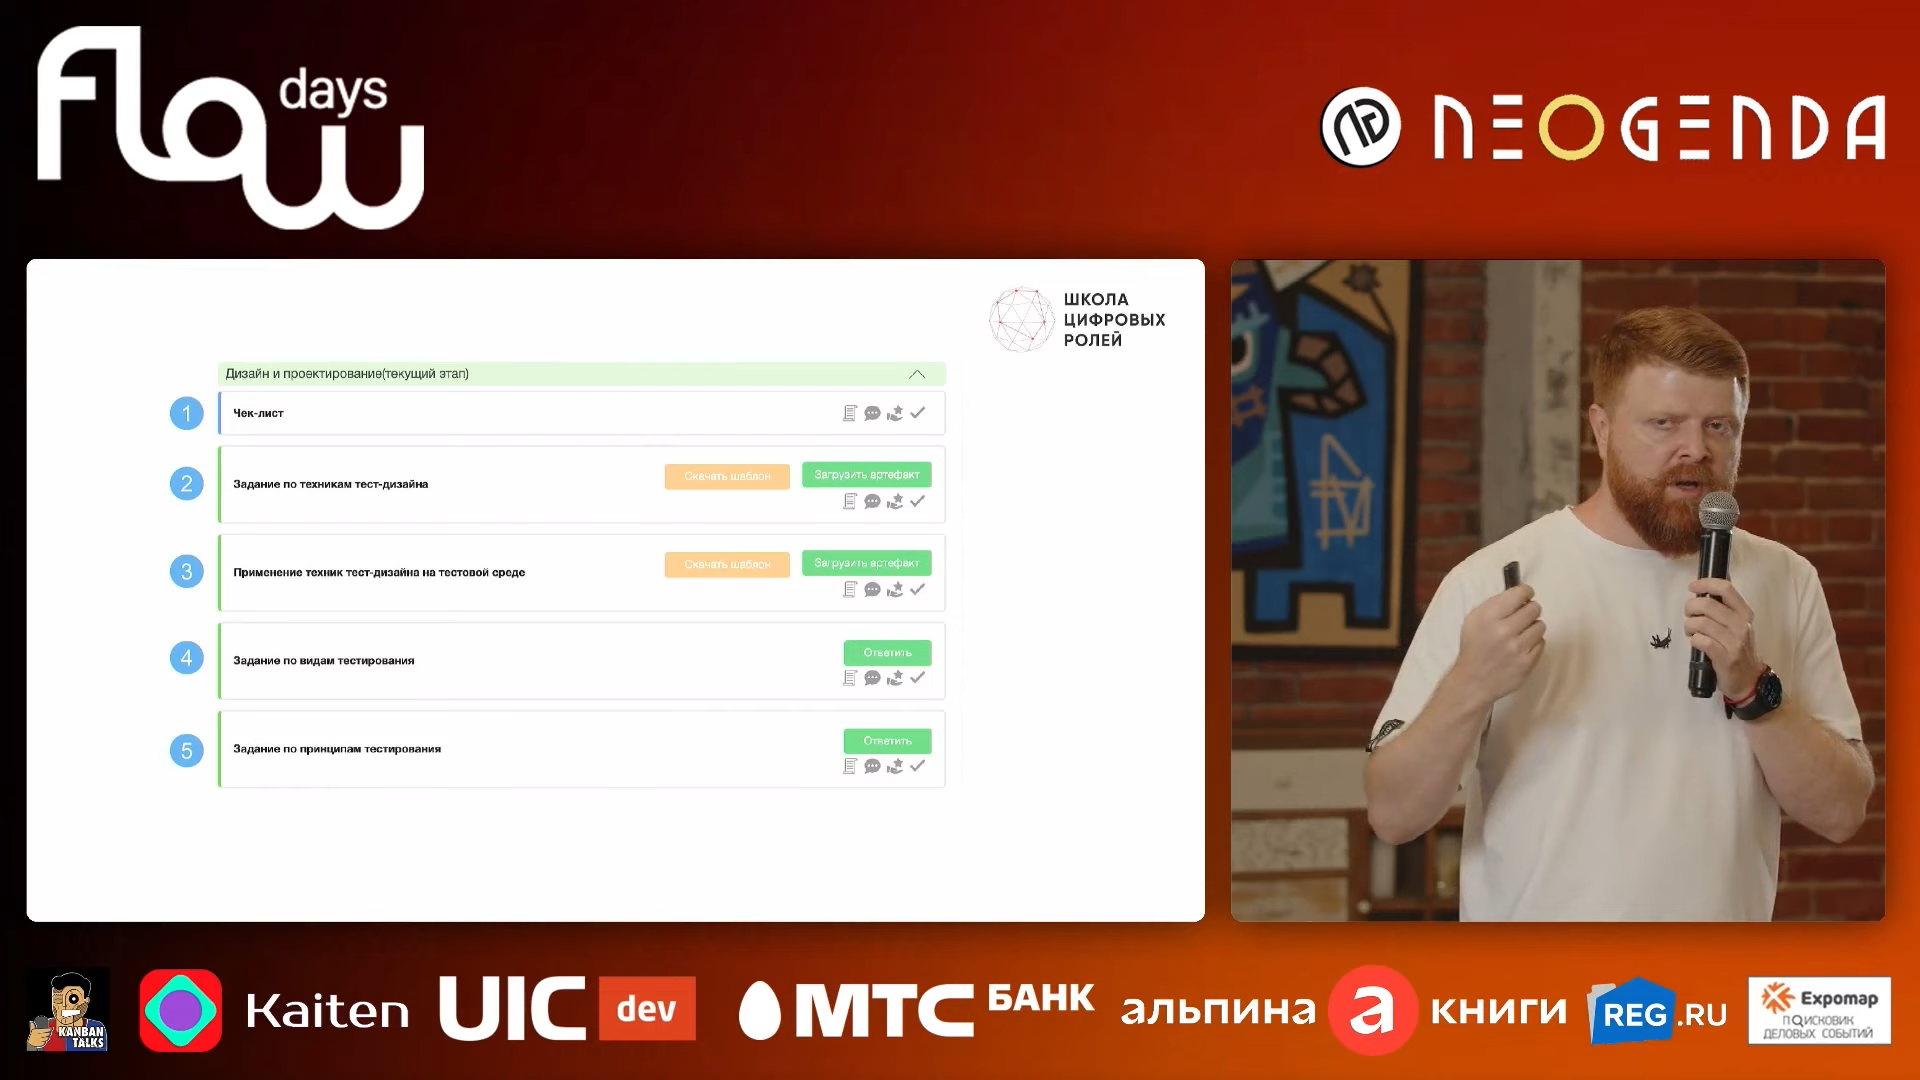 flow days
NEOGENDA
ШКОЛА
ЦИФРОВЫХ
РОЛЕЙ
Дизайн и проектирование(текущий этап)
1
Чек-лист
2
Задание по техникам тест-дизайна
Скачать шаблон
Загрузить артефакт
3
Применение техник тест-дизайна на тестовой среде
Скачать шаблон
Загрузить артефакт
4
Задание по видам тестирования
Ответить
5
Задание по принципам тестирования
Ответить
KANBAN
TALKS
Kaiten
UIC dev
МТС БАНК
альпина а книги
REG.RU
Expomap
ПОИСКОВИК
ДЕЛОВЫХ СОБЫТИЙ